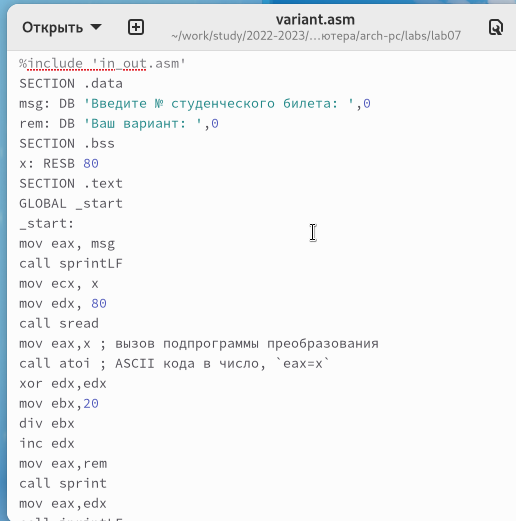 Открыть
variant.asm
~/work/study/2022-2023/…ютера/arch-pc/labs/lab07
%include 'in_out.asm'
SECTION .data
msg: DB 'Введите № студенческого билета: ',0
rem: DB 'Ваш вариант: ',0
SECTION .bss
x: RESB 80
SECTION .text
GLOBAL _start
_start:
mov eax, msg
call sprintLF
mov ecx, x
mov edx, 80
call sread
mov eax,x ; вызов подпрограммы преобразования
call atoi ; ASCII кода в число, `eax=x`
xor edx,edx
mov ebx,20
div ebx
inc edx
mov eax,rem
call sprint
mov eax,edx
call iprintLF